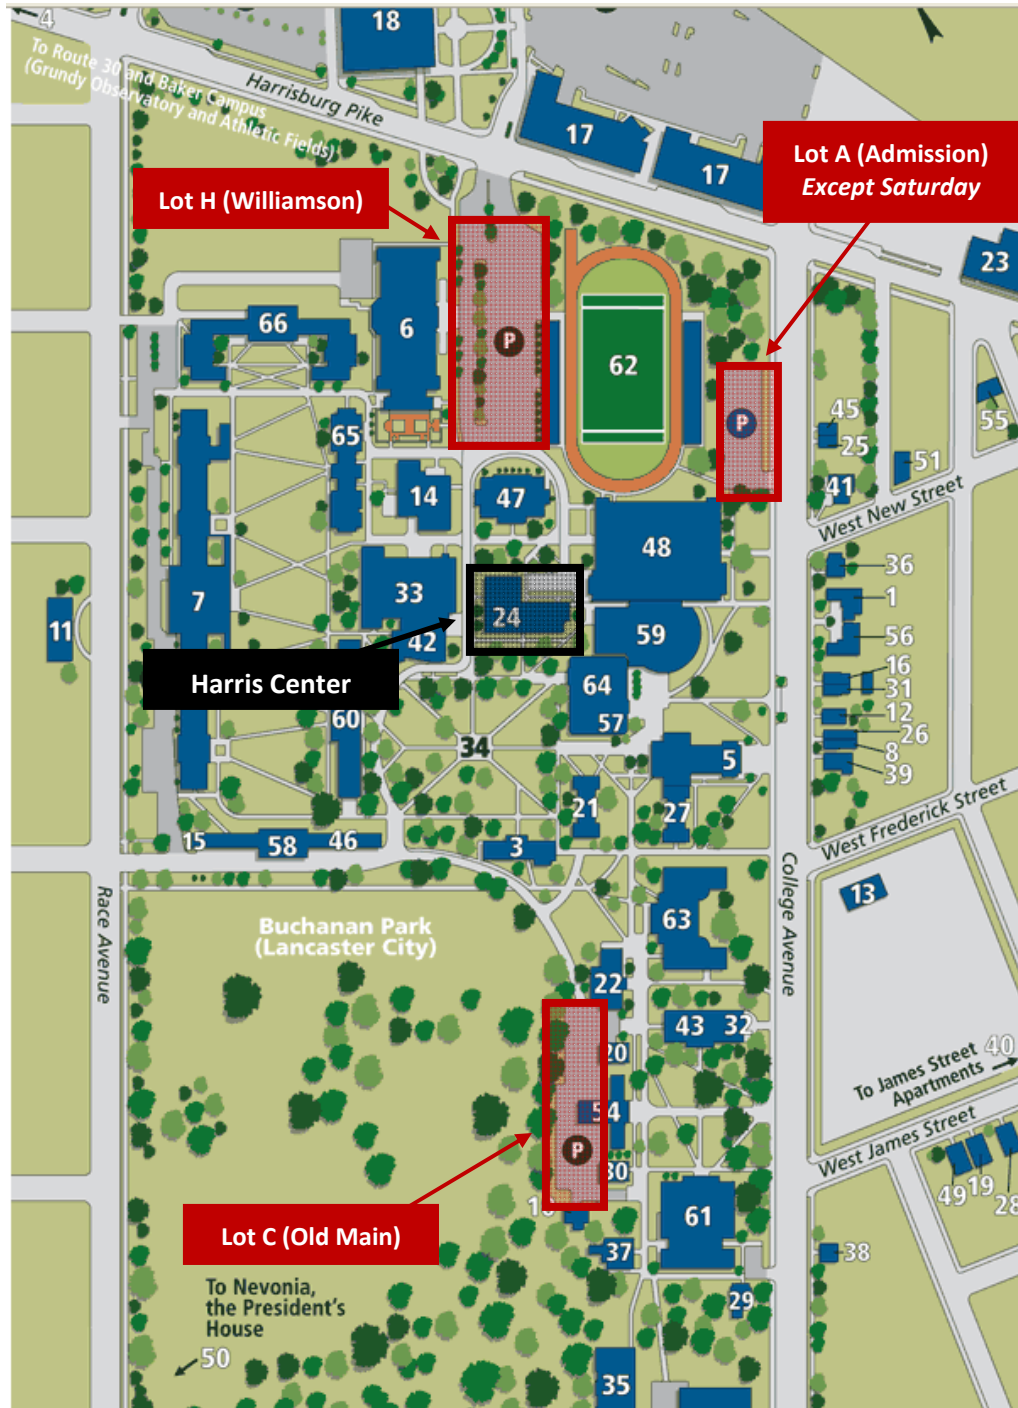 4
18
To Route 30 and Baker Campus
(Grundy Observatory and Athletic Fields)
Harrisburg Pike
17
17
Lot A (Admission)
Except Saturday
Lot H (Williamson)
23
66
6
P
62
P
45
25
55
65
51
14
47
41
West New Street
48
36
7
33
24
1
11
42
59
56
Harris Center
64
16
31
60
57
12
34
26
5
8
39
21
27
West Frederick Street
15
58
46
3
Race Avenue
College Avenue
13
Buchanan Park
(Lancaster City)
63
22
43
32
20
To James Street
Apartments
40
54
P
West James Street
30
49
19
28
10
61
Lot C (Old Main)
37
38
To Nevonia,
the President's
House
50
29
35